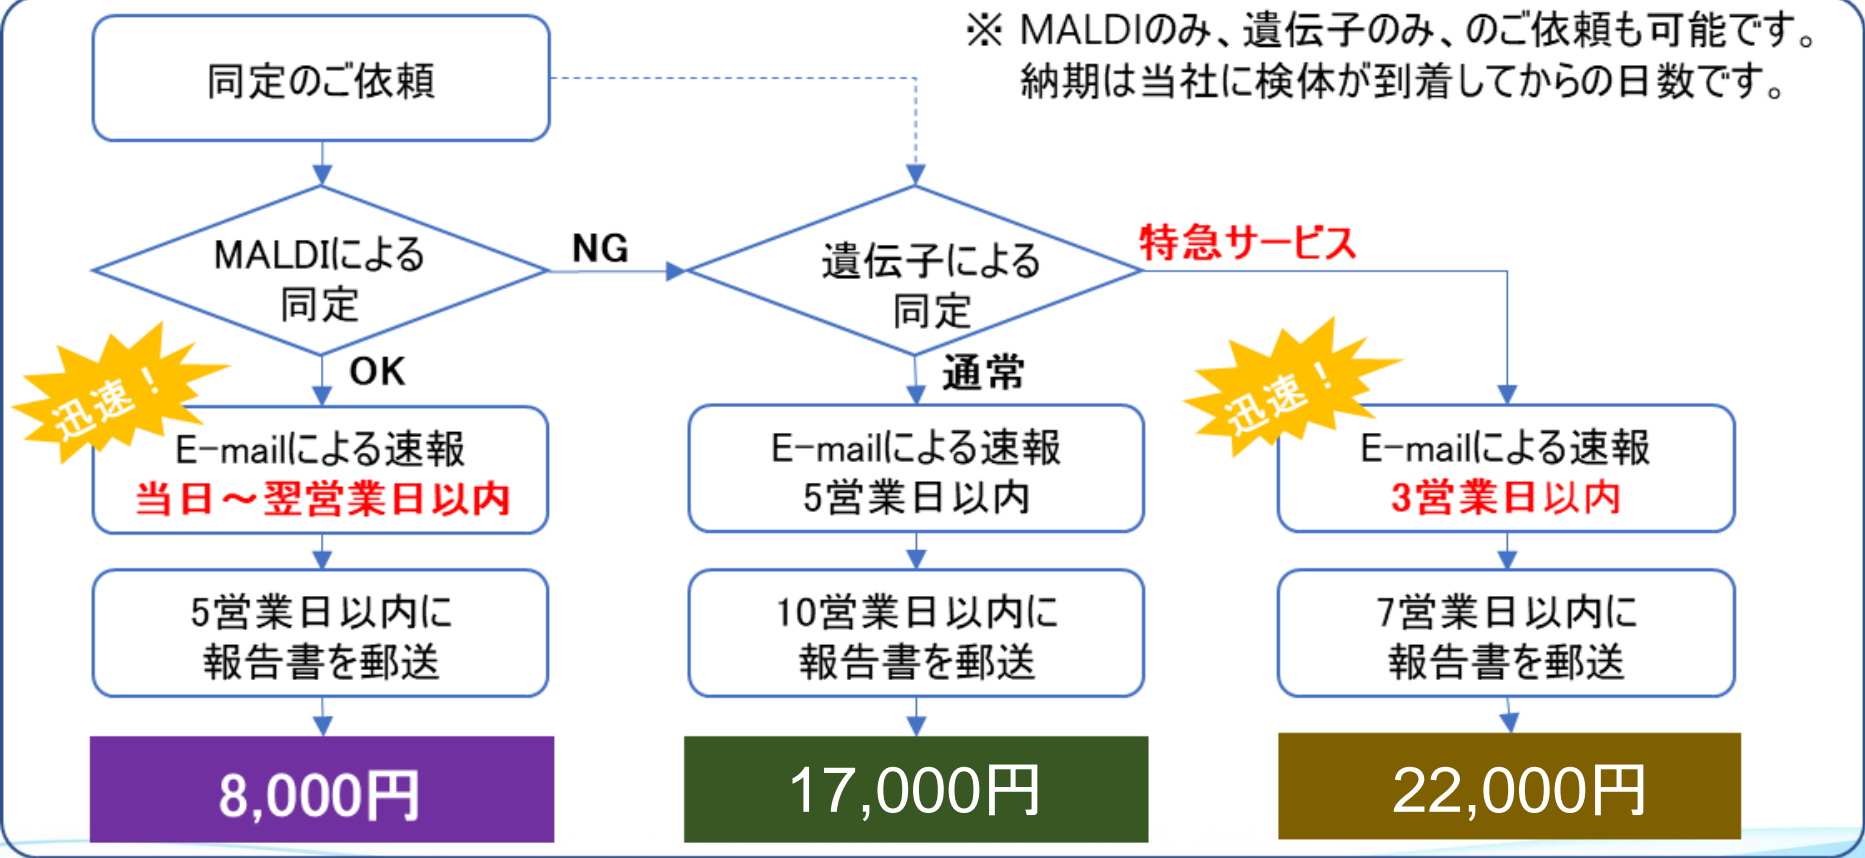 ※ MALDIのみ、遺伝子のみ、のご依頼も可能です。
納期は当社に検体が到着してからの日数です。
同定のご依頼
MALDIによる
同定
NG
遺伝子による
同定
特急サービス
OK
通常
迅速！
E-mailによる速報
当日～翌営業日以内
E-mailによる速報
5営業日以内
迅速！
E-mailによる速報
3営業日以内
5営業日以内に
報告書を郵送
10営業日以内に
報告書を郵送
7営業日以内に
報告書を郵送
8,000円
17,000円
22,000円